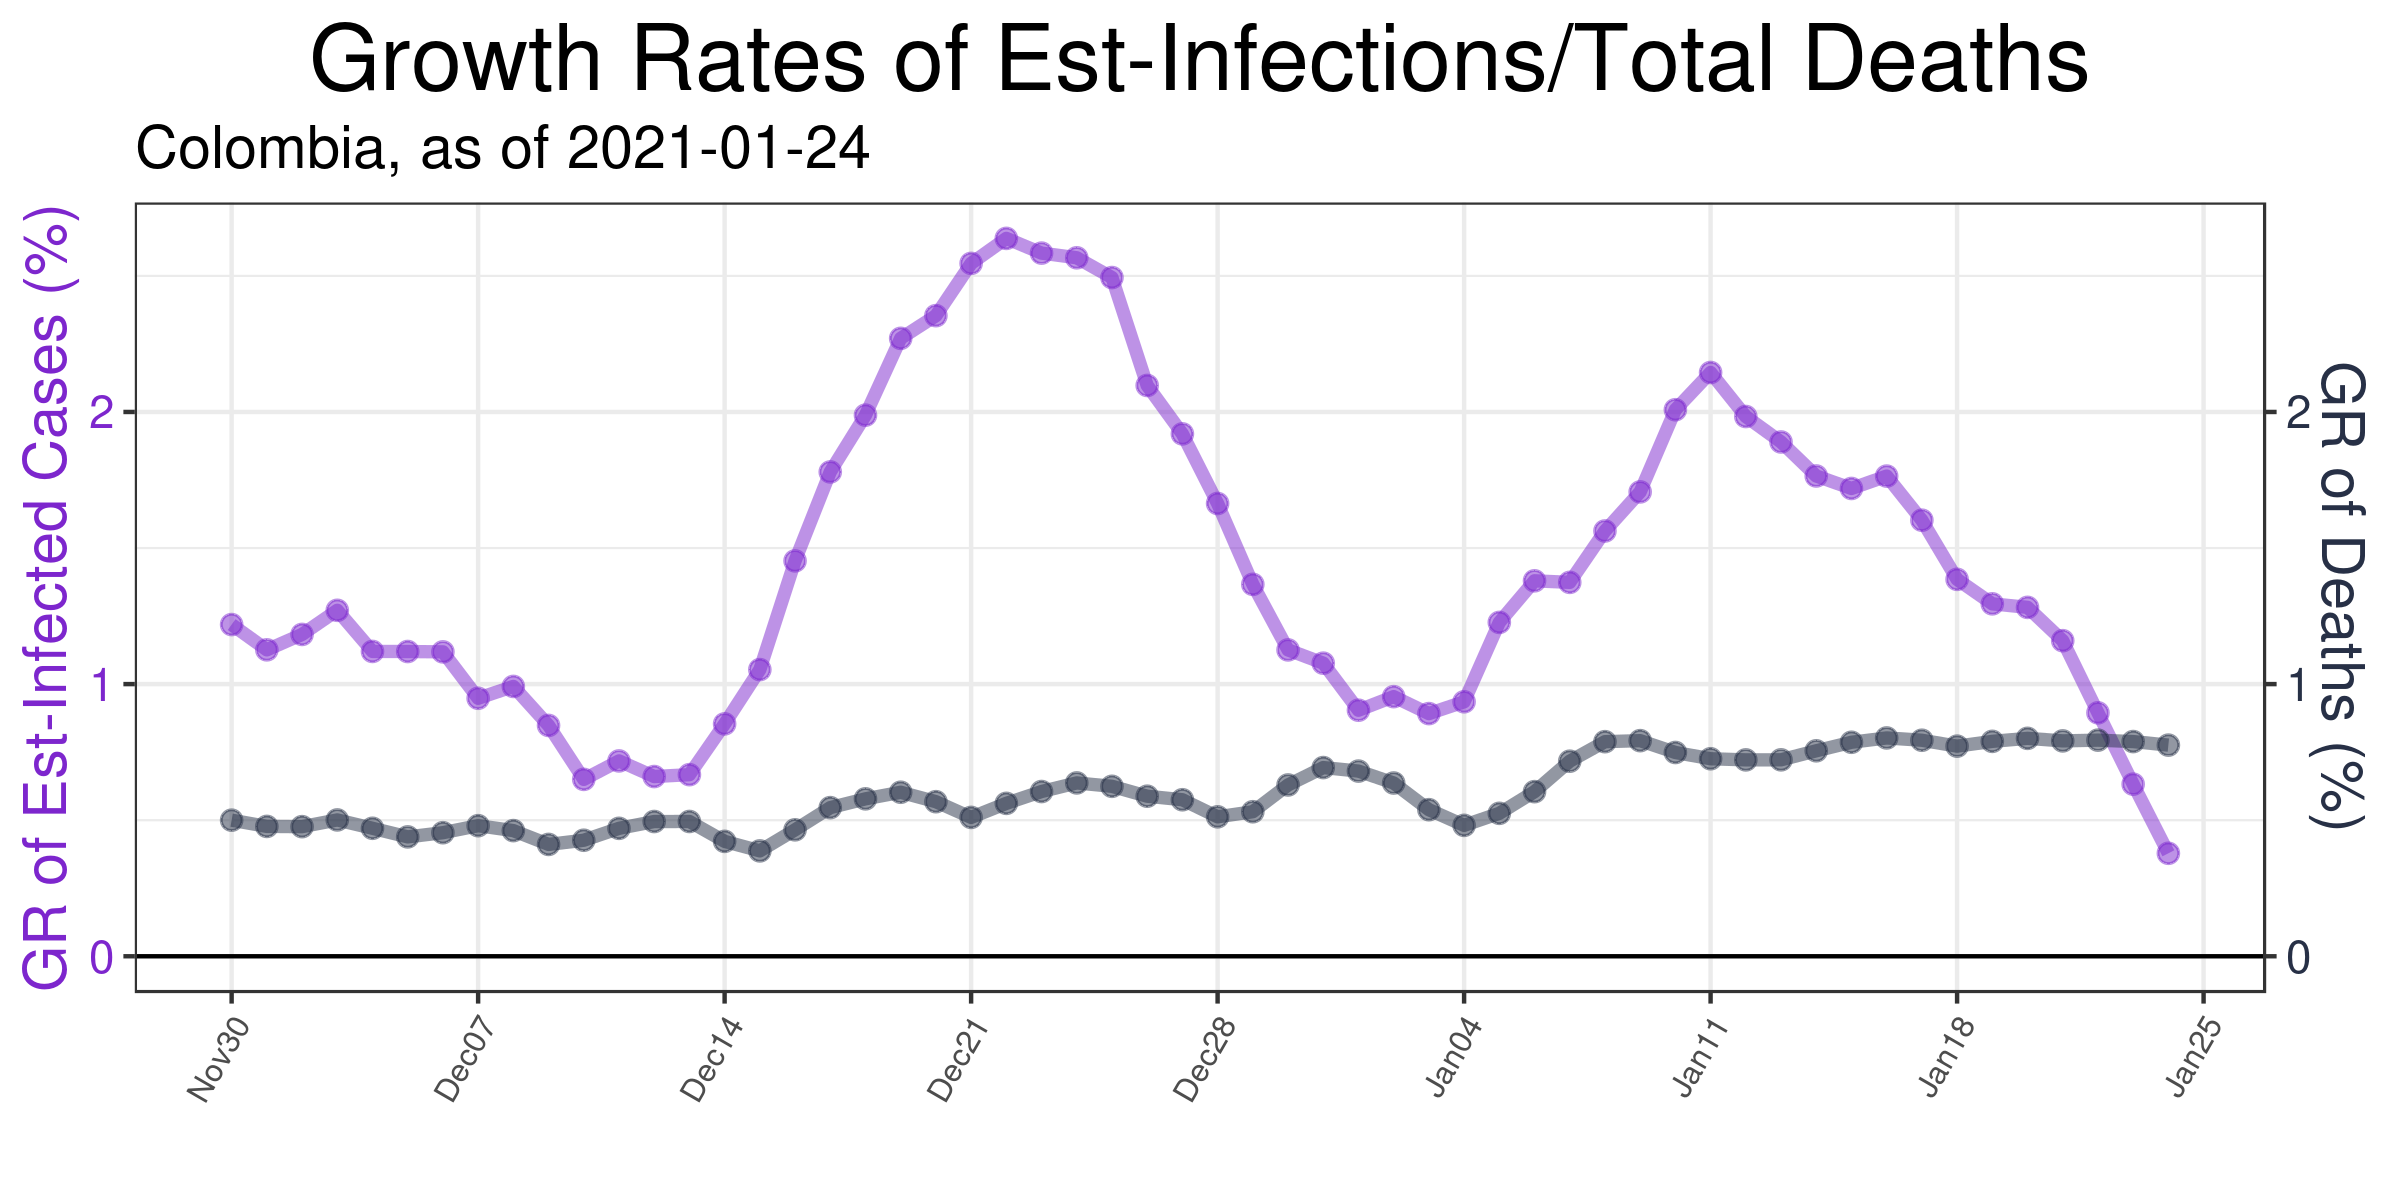 Growth Rates of Est-Infections/Total Deaths
Colombia, as of 2021-01-24
GR of Est-Infected Cases (%)
2
1
0
GR of Deaths (%)
2
1
0
Nov30
Dec07
Dec14
Dec21
Dec28
Jan04
Jan11
Jan18
Jan25